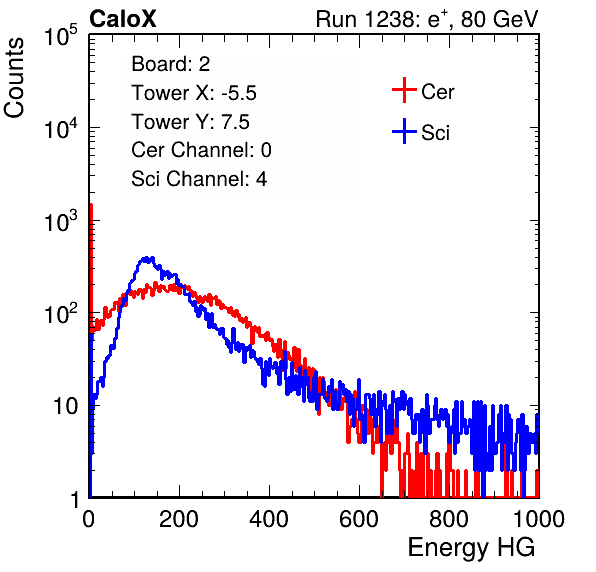 CaloX Run 1238: e⁺, 80 GeV
Counts
10⁵
10⁴
10³
10²
10
1
Board: 2
Tower X: -5.5
Tower Y: 7.5
Cer Channel: 0
Sci Channel: 4
Cer
Sci
0 200 400 600 800 1000
Energy HG